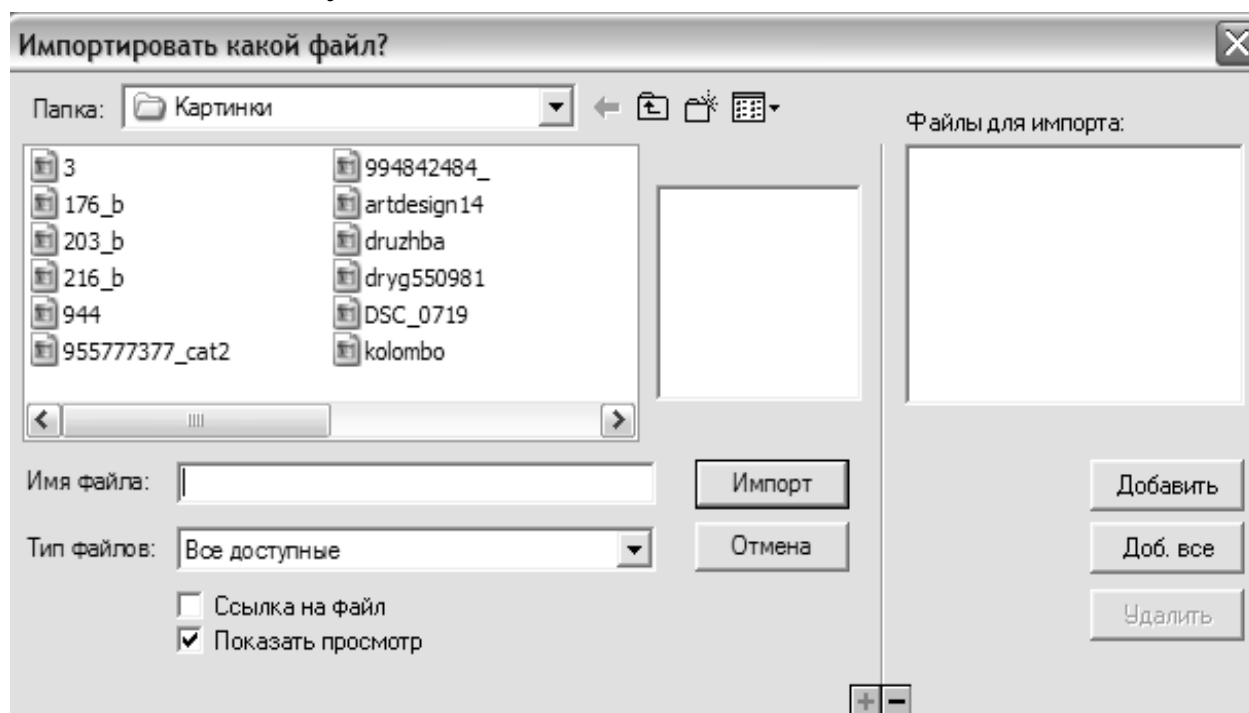 Импортировать какой файл?
Папка: Картинки
Файлы для импорта:
3
176_b
203_b
216_b
944
955777377_cat2
994842484_
artdesign14
druzhba
dryg550981
DSC_0719
kolombo
Имя файла:
Импорт
Добавить
Тип файлов: Все доступные
Отмена
Доб. все
Ссылка на файл
Удалить
Показать просмотр